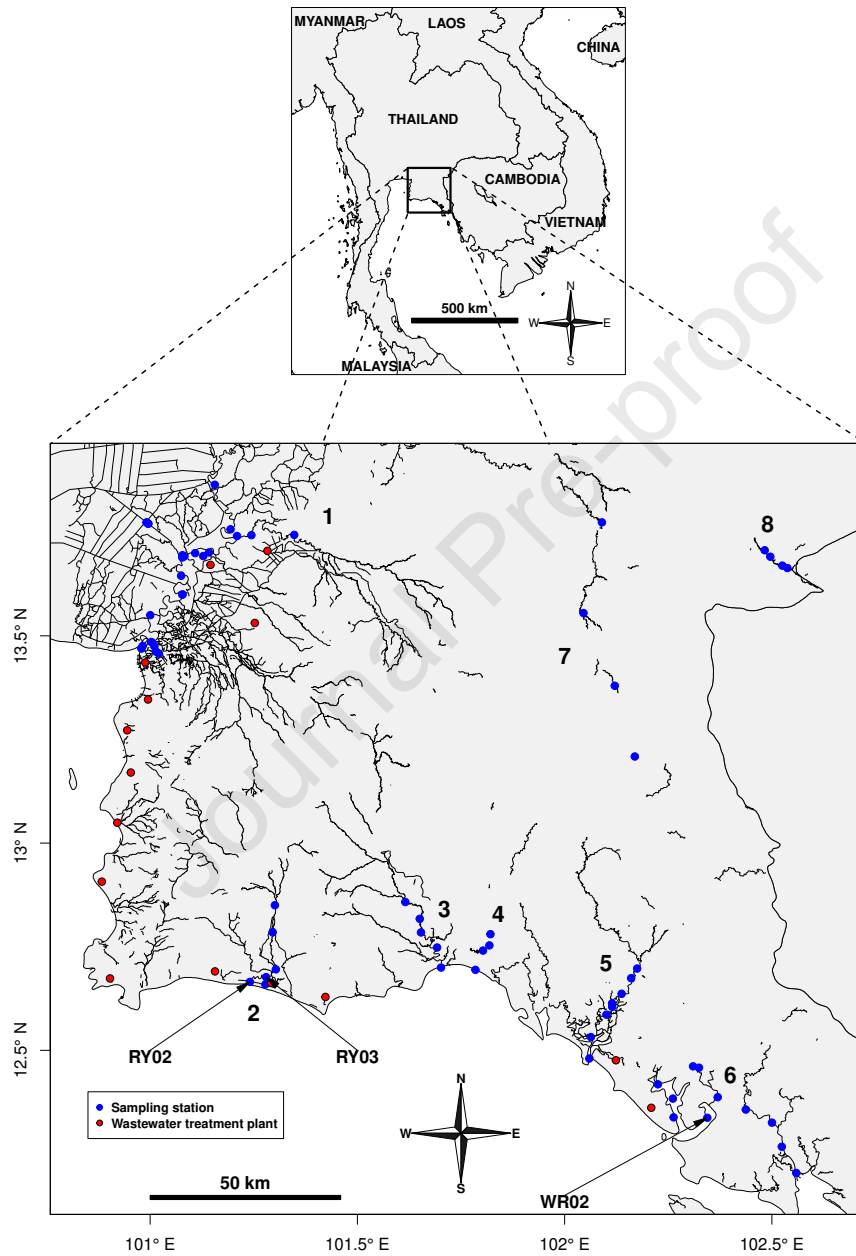 MYANMAR
LAOS
CHINA
THAILAND
CAMBODIA
VIETNAM
500 km
N
W E
S
MALAYSIA
Journal Pre-proof
1
8
13.5° N
7
13° N
3
4
5
2
12.5° N
RY02
RY03
6
Sampling station
Wastewater treatment plant
N
W E
S
50 km
WR02
101° E
101.5° E
102° E
102.5° E